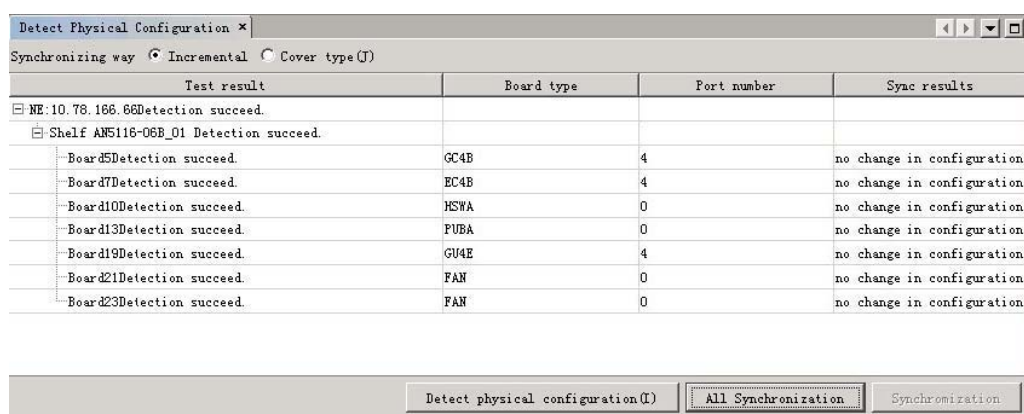 Detect Physical Configuration ×
Synchronizing way Incremental Cover type(J)
Test result Board type Port number Sync results
NE:10.78.166.66Detection succeed.
Shelf AN5116-06B_01 Detection succeed.
Board5Detection succeed. GC4B 4 no change in configuration
Board7Detection succeed. EC4B 4 no change in configuration
Board10Detection succeed. HSWA 0 no change in configuration
Board13Detection succeed. PUBA 0 no change in configuration
Board19Detection succeed. GU4E 4 no change in configuration
Board21Detection succeed. FAN 0 no change in configuration
Board23Detection succeed. FAN 0 no change in configuration
Detect physical configuration(I) All Synchronization Synchromization